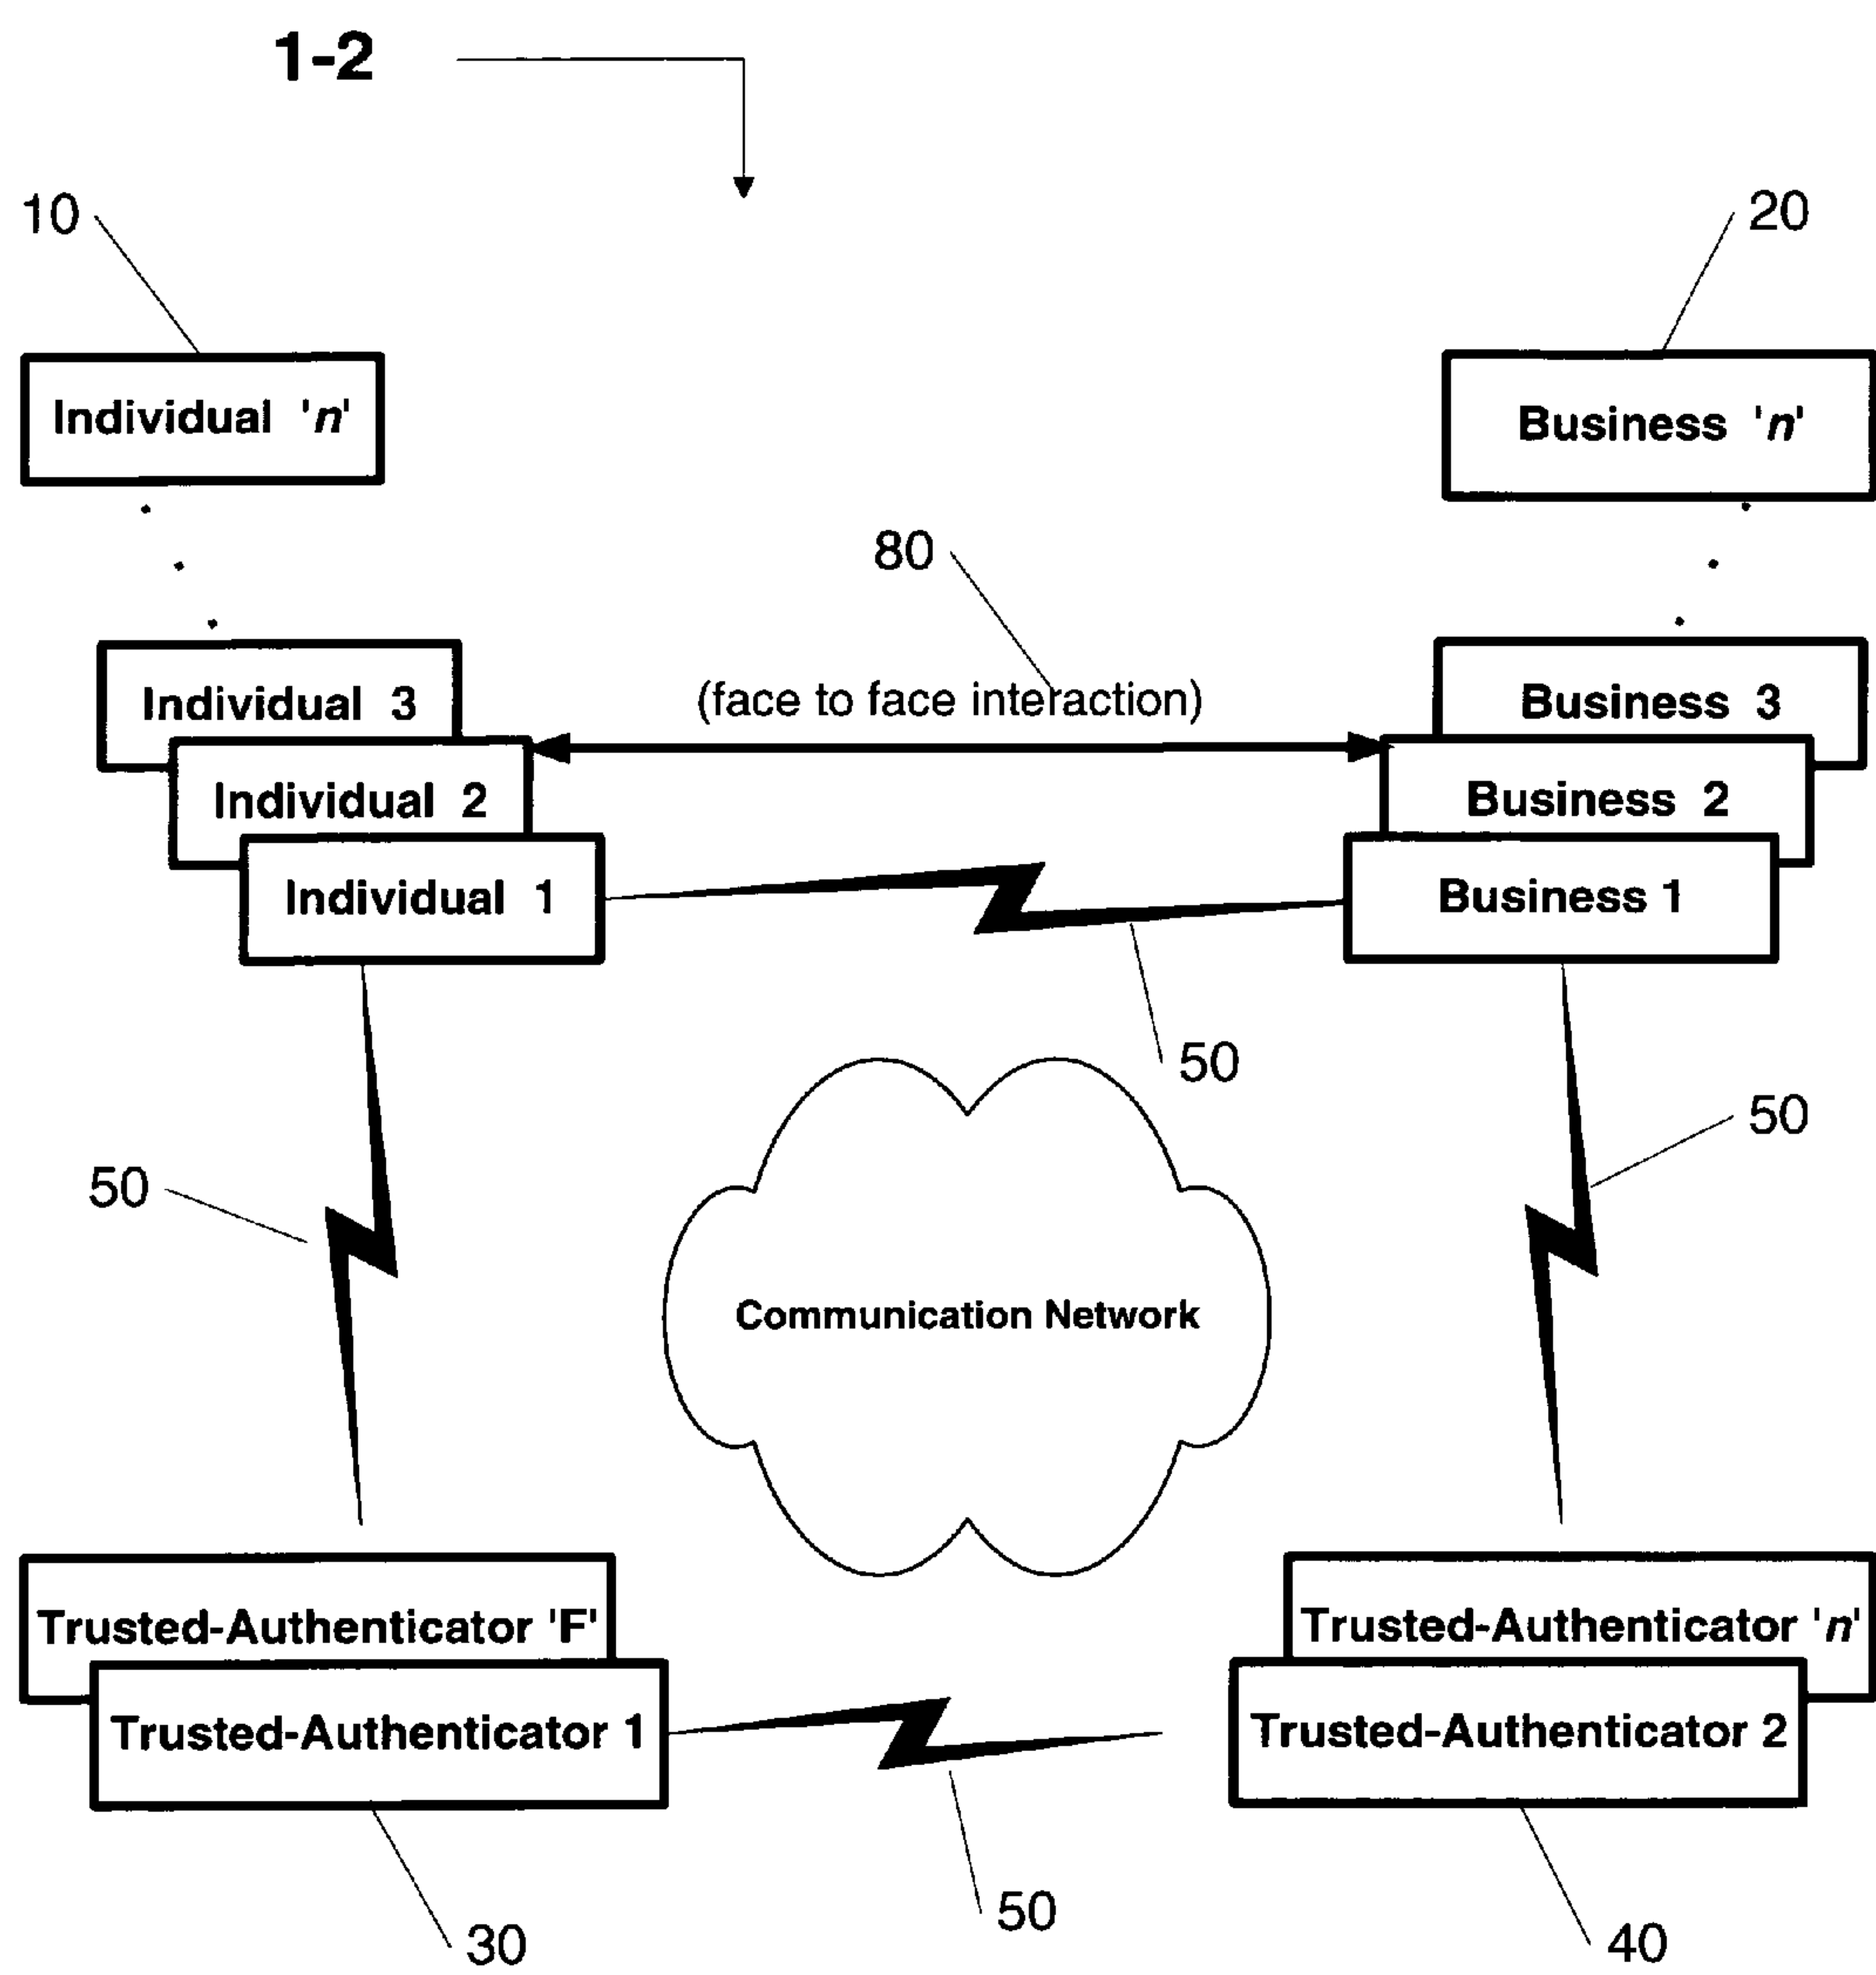 1-2
10
20
Individual 'n'
Business 'n'
80
(face to face interaction)
Individual 3
Business 3
Individual 2
Business 2
Individual 1
Business 1
50
50
50
Communication Network
Trusted-Authenticator 'F'
Trusted-Authenticator 'n'
Trusted-Authenticator 1
Trusted-Authenticator 2
50
30
40